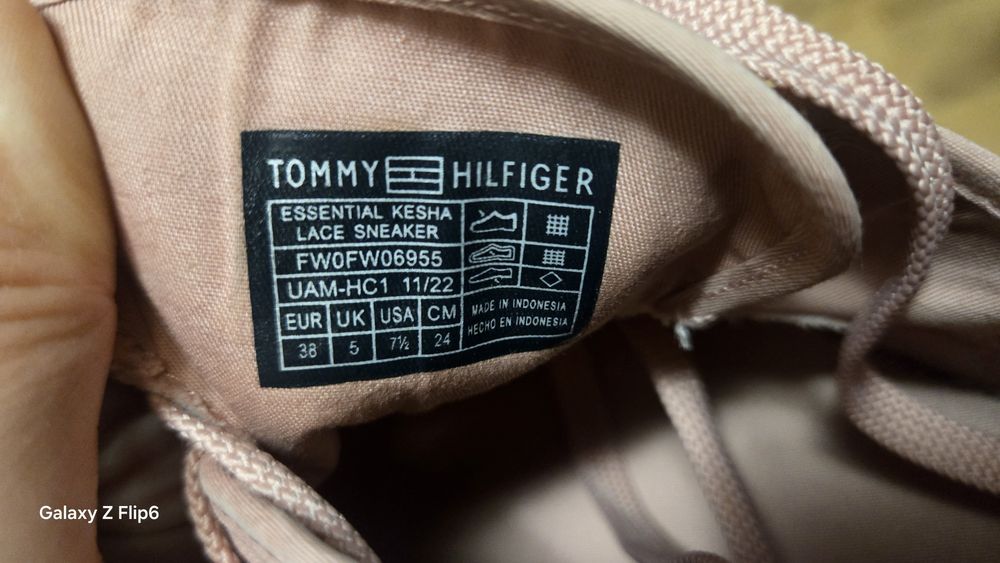 TOMMY HILFIGER
ESSENTIAL KESHA
LACE SNEAKER
FW0FW06955
UAM-HC1 11/22
EUR UK USA CM
38 5 7½ 24
MADE IN INDONESIA
HECHO EN INDONESIA
Galaxy Z Flip6